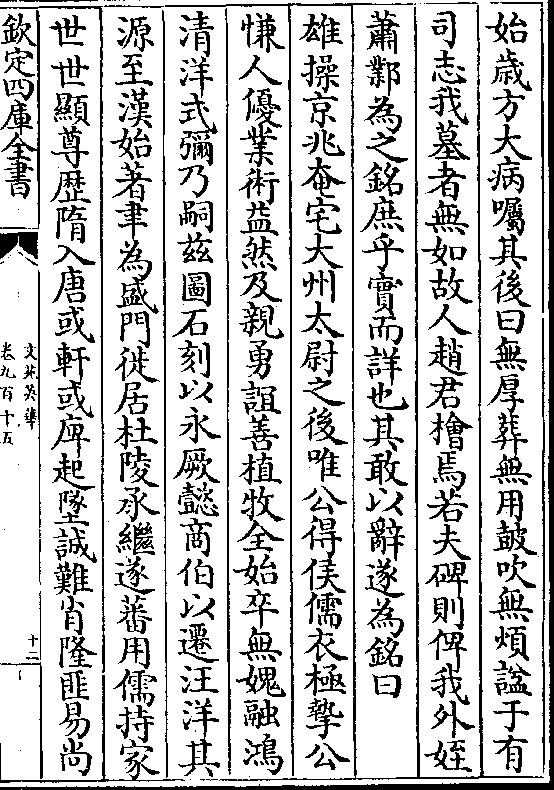 始歳方大病囑其後曰無厚葬無用鼓吹無煩諡于有
司志我墓者無如故人趙君櫓焉若夫碑則俾我外姪
蕭鄴為之銘庶乎實而詳也其敢以辭遂為銘曰
雄操京兆奄宅大州太尉之後唯公得侯儒衣極摯公
慊人優業術益然及親勇誼善植牧全始卒無媿融鴻
清洋式彌乃嗣兹圖石刻以永厥懿商伯以遷汪洋其
源至漢始著聿為盛門徙居杜陵承繼遂蕃用儒持家
世世顯尊歴隋入唐或軒或庳起墜誠難肖隆匪易尚
欽定四庫全書
文苑英華
卷九百十五
十二